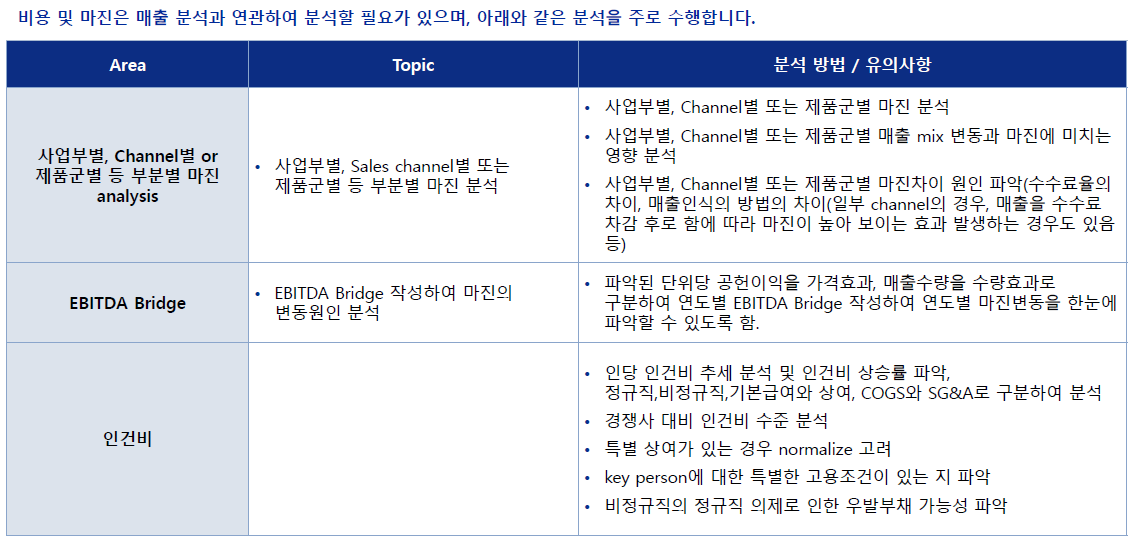 비용 및 마진은 매출 분석과 연관하여 분석할 필요가 있으며, 아래와 같은 분석을 주로 수행합니다.
Area
Topic
분석 방법 / 유의사항
사업부별, Channel별 or
제품군별 등 부분별 마진
analysis
• 사업부별, Sales channel별 또는
제품군별 등 부분별 마진 분석
• 사업부별, Channel별 또는 제품군별 마진 분석
• 사업부별, Channel별 또는 제품군별 매출 mix 변동과 마진에 미치는
영향 분석
• 사업부별, Channel별 또는 제품군별 마진차이 원인 파악(수수료율의
차이, 매출인식의 방법의 차이(일부 channel의 경우, 매출을 수수료
차감 후로 함에 따라 마진이 높아 보이는 효과 발생하는 경우도 있음
등)
EBITDA Bridge
• EBITDA Bridge 작성하여 마진의
변동원인 분석
• 파악된 단위당 공헌이익을 가격효과, 매출수량을 수량효과로
구분하여 연도별 EBITDA Bridge 작성하여 연도별 마진변동을 한눈에
파악할 수 있도록 함.
인건비
• 인당 인건비 추세 분석 및 인건비 상승률 파악,
정규직,비정규직,기본급여와 상여, COGS와 SG&A로 구분하여 분석
• 경쟁사 대비 인건비 수준 분석
• 특별 상여가 있는 경우 normalize 고려
• key person에 대한 특별한 고용조건이 있는 지 파악
• 비정규직의 정규직 의제로 인한 우발부채 가능성 파악